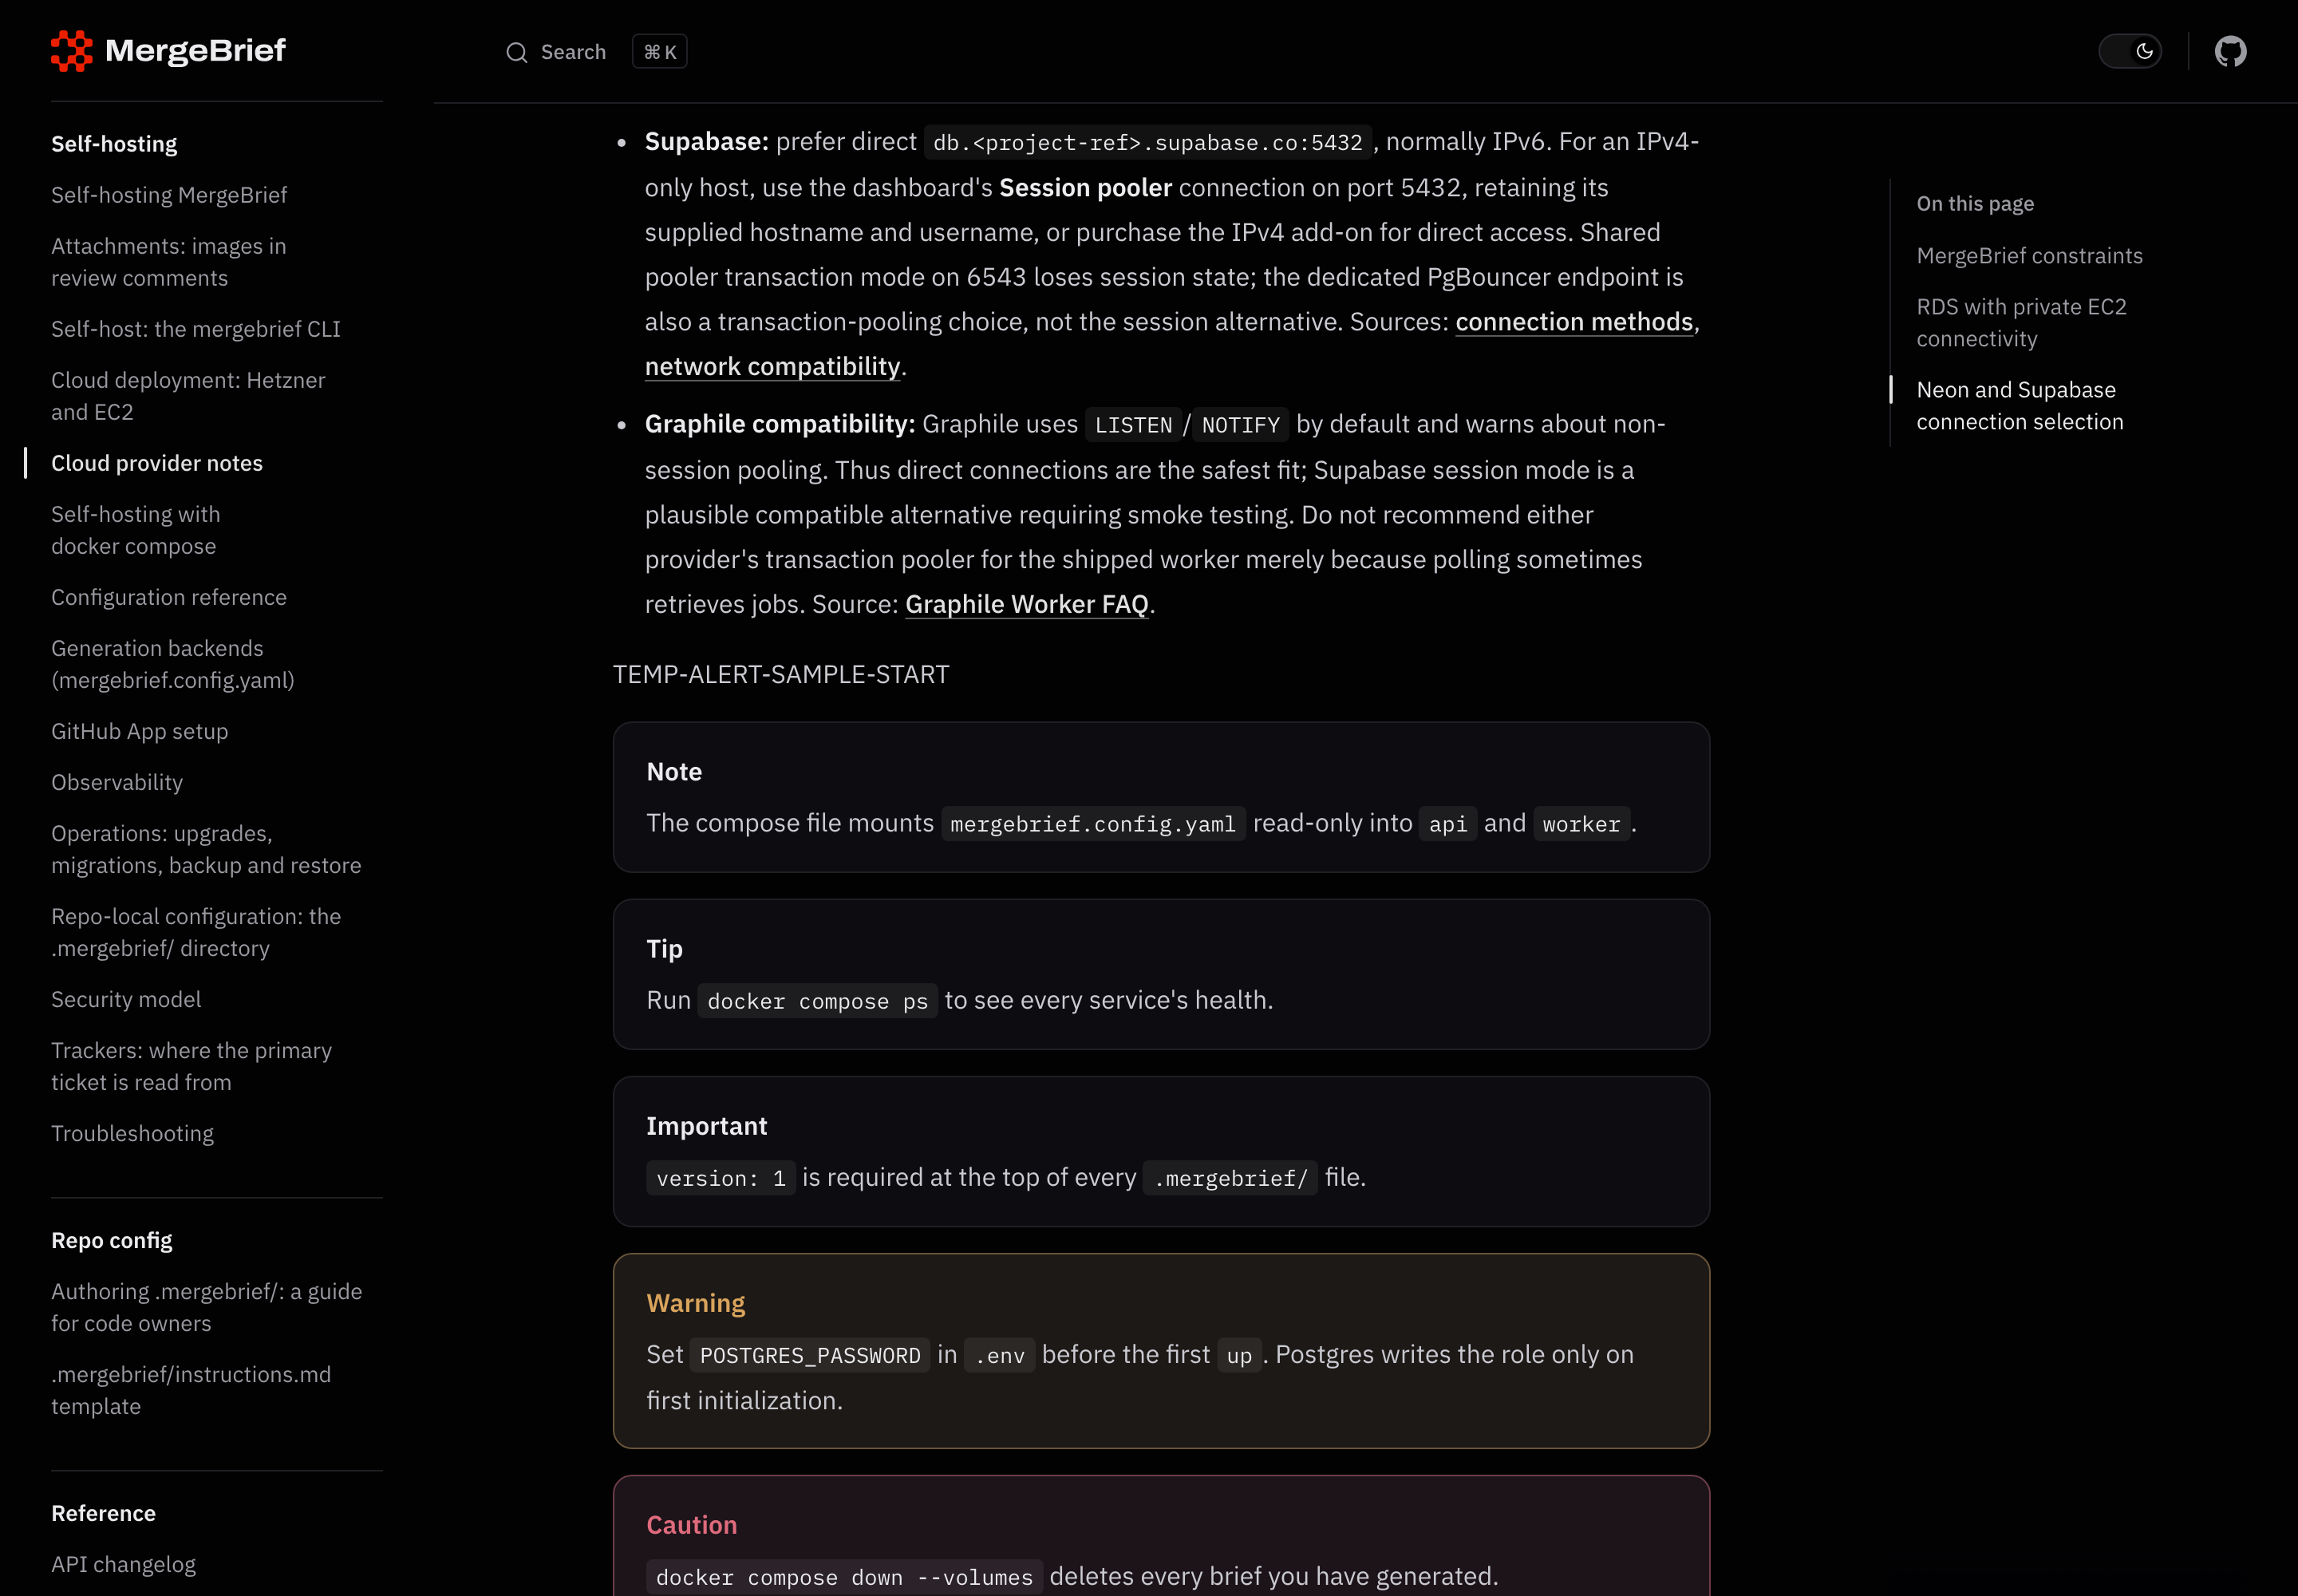 MergeBrief
Search
⌘ K
Self-hosting
Self-hosting MergeBrief
Attachments: images in
review comments
Self-host: the mergebrief CLI
Cloud deployment: Hetzner
and EC2
Cloud provider notes
Self-hosting with
docker compose
Configuration reference
Generation backends
(mergebrief.config.yaml)
GitHub App setup
Observability
Operations: upgrades,
migrations, backup and restore
Repo-local configuration: the
.mergebrief/ directory
Security model
Trackers: where the primary
ticket is read from
Troubleshooting
Repo config
Authoring .mergebrief/: a guide
for code owners
.mergebrief/instructions.md
template
Reference
API changelog
• Supabase: prefer direct db.<project-ref>.supabase.co:5432, normally IPv6. For an IPv4-
only host, use the dashboard's Session pooler connection on port 5432, retaining its
supplied hostname and username, or purchase the IPv4 add-on for direct access. Shared
pooler transaction mode on 6543 loses session state; the dedicated PgBouncer endpoint is
also a transaction-pooling choice, not the session alternative. Sources: connection methods,
network compatibility.
• Graphile compatibility: Graphile uses LISTEN/NOTIFY by default and warns about non-
session pooling. Thus direct connections are the safest fit; Supabase session mode is a
plausible compatible alternative requiring smoke testing. Do not recommend either
provider's transaction pooler for the shipped worker merely because polling sometimes
retrieves jobs. Source: Graphile Worker FAQ.
TEMP-ALERT-SAMPLE-START
Note
The compose file mounts mergebrief.config.yaml read-only into api and worker.
Tip
Run docker compose ps to see every service's health.
Important
version: 1 is required at the top of every .mergebrief/ file.
Warning
Set POSTGRES_PASSWORD in .env before the first up. Postgres writes the role only on
first initialization.
Caution
docker compose down --volumes deletes every brief you have generated.
On this page
MergeBrief constraints
RDS with private EC2
connectivity
Neon and Supabase
connection selection